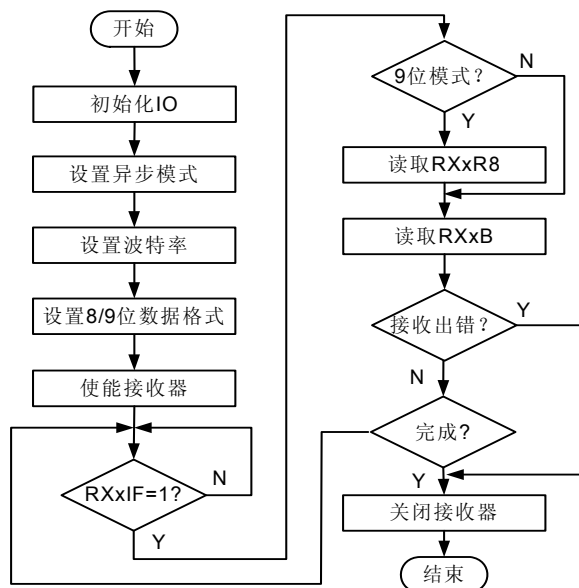 开始
初始化IO
设置异步模式
设置波特率
设置8/9位数据格式
使能接收器
RXxIF=1?
N
Y
9位模式？
N
Y
读取RXxR8
读取RXxB
接收出错？
Y
N
完成?
Y
关闭接收器
结束